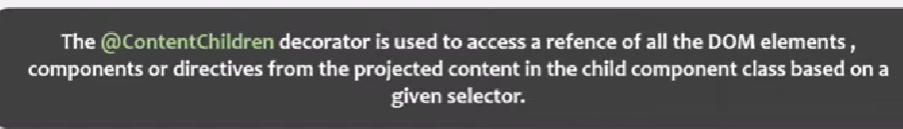 The @ContentChildren decorator is used to access a refence of all the DOM elements ,
components or directives from the projected content in the child component class based on a
given selector.